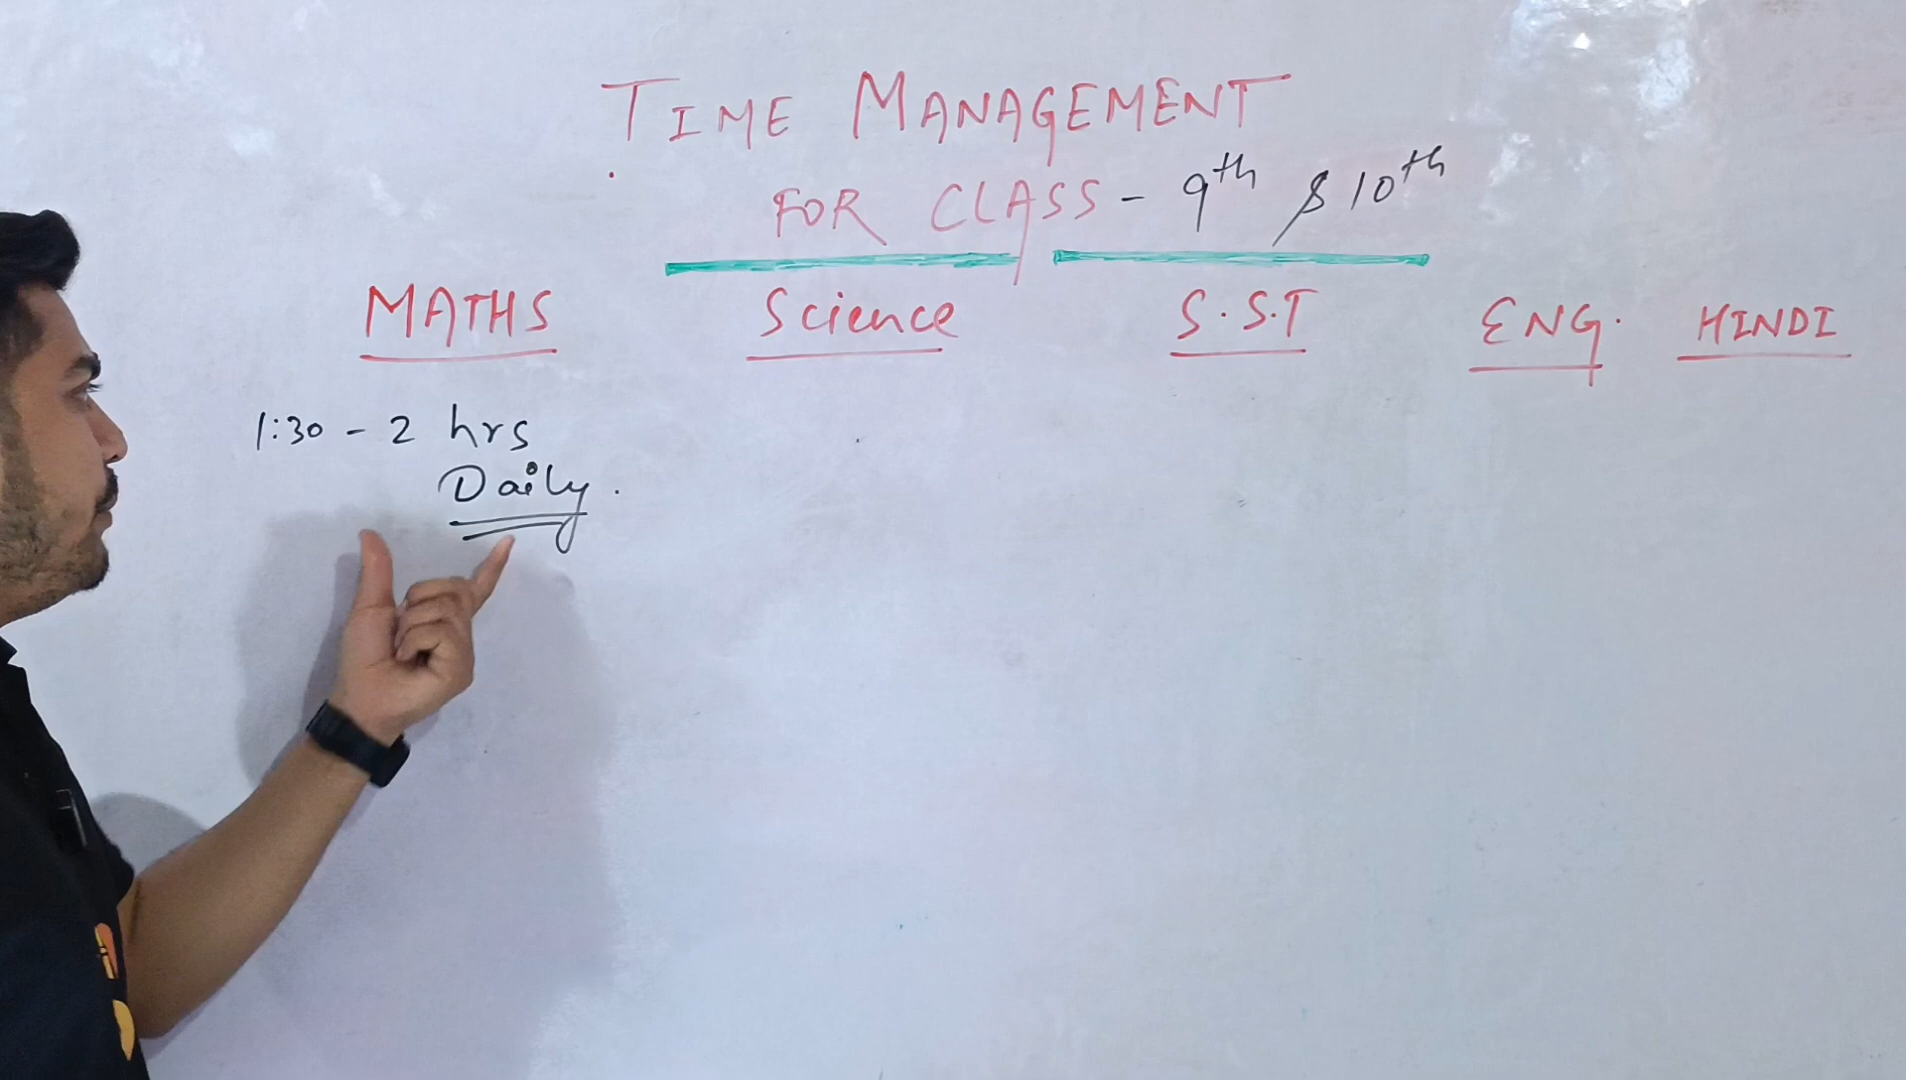 TIME MANAGEMENT
FOR CLASS - 9th & 10th
MATHS Science S.S.T ENG. HINDI
1:30 - 2 hrs
Daily.